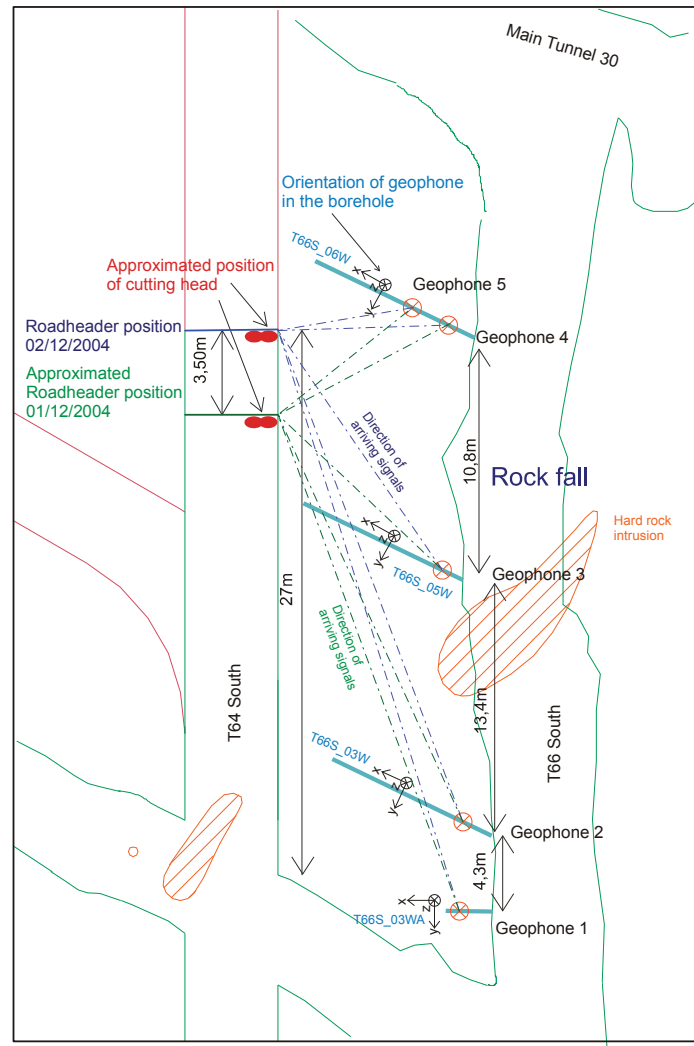 Main Tunnel 30
Orientation of geophone
in the borehole
T66S_06W
x
z
y
Geophone 5
Approximated position
of cutting head
Geophone 4
Roadheader position
02/12/2004
3,50m
Approximated
Roadheader position
01/12/2004
Direction of
arriving signals
10,8m
Rock fall
Hard rock
intrusion
x
z
y
T66S_05W
Geophone 3
27m
Direction of
arriving signals
13,4m
T64 South
T66 South
T66S_03W
x
z
y
Geophone 2
4,3m
x
z
y
T66S_03WA
Geophone 1